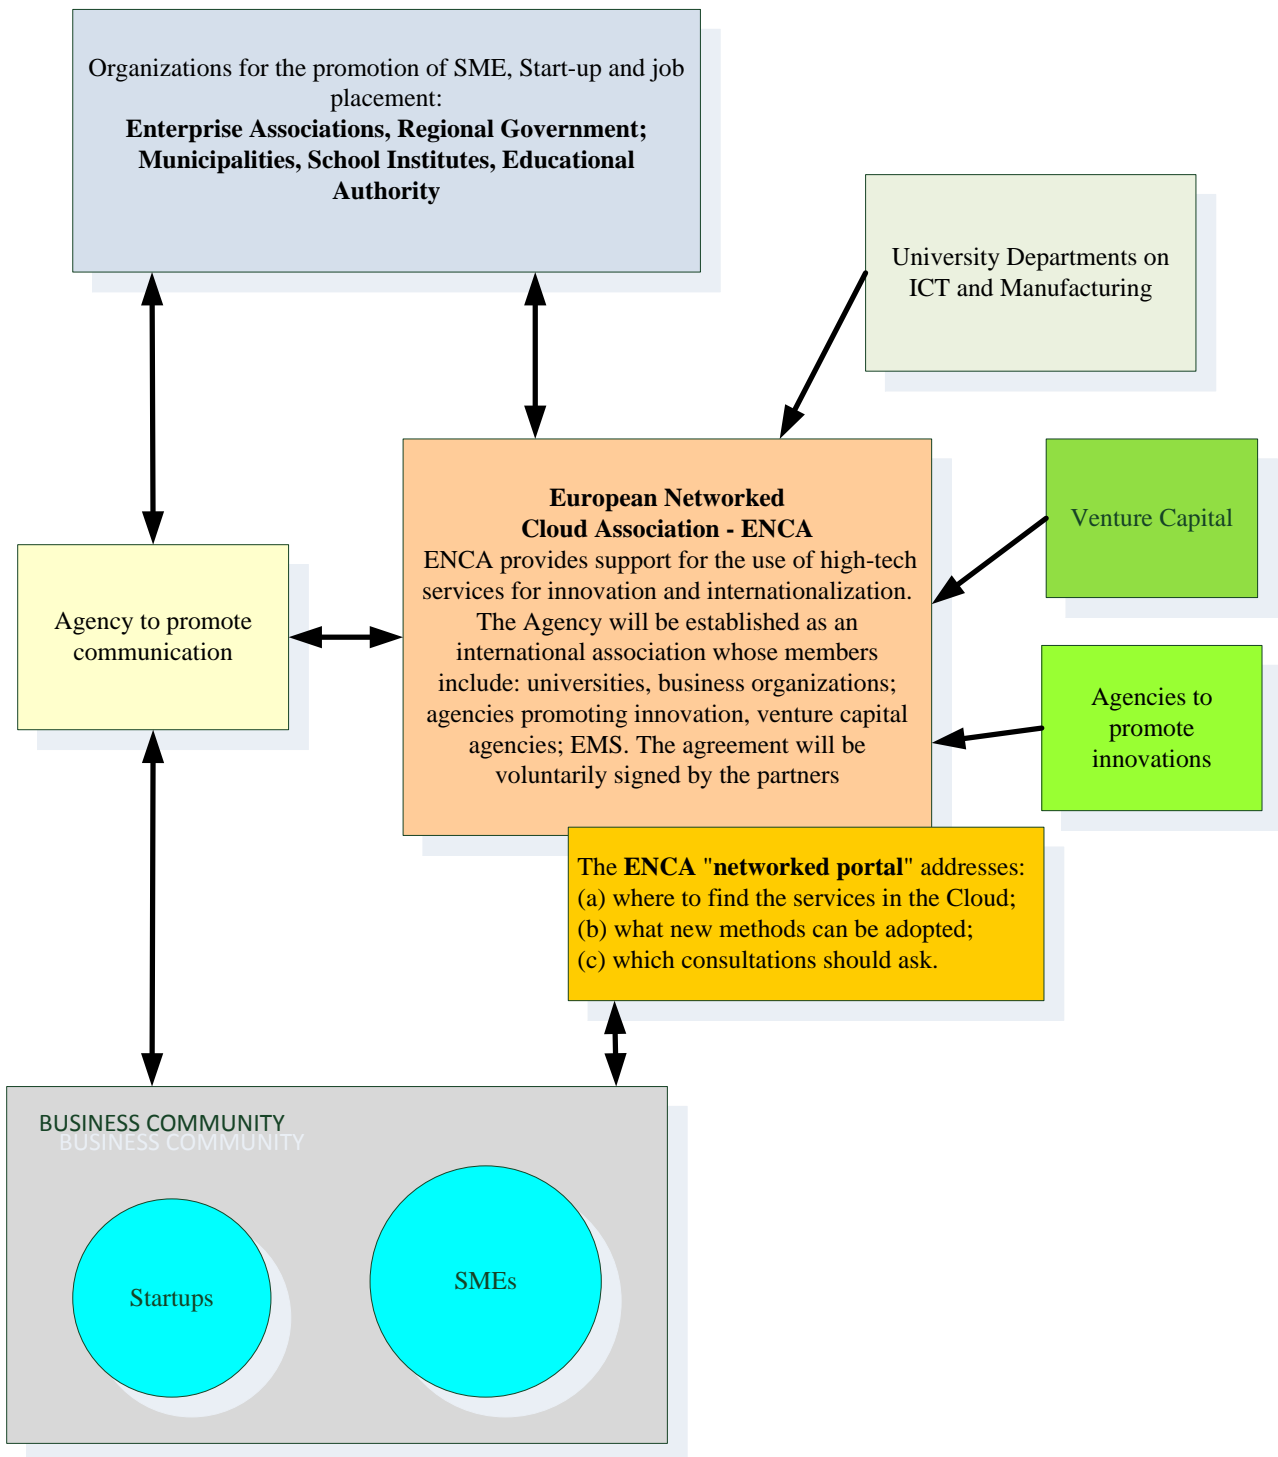 Organizations for the promotion of SME, Start-up and job
placement:
Enterprise Associations, Regional Government;
Municipalities, School Institutes, Educational
Authority
University Departments on
ICT and Manufacturing
European Networked
Cloud Association - ENCA
ENCA provides support for the use of high-tech
services for innovation and internationalization.
The Agency will be established as an
international association whose members
include: universities, business organizations;
agencies promoting innovation, venture capital
agencies; EMS. The agreement will be
voluntarily signed by the partners
Venture Capital
Agency to promote
communication
Agencies to
promote
innovations
The ENCA "networked portal" addresses:
(a) where to find the services in the Cloud;
(b) what new methods can be adopted;
(c) which consultations should ask.
BUSINESS COMMUNITY
BUSINESS COMMUNITY
Startups
SMEs